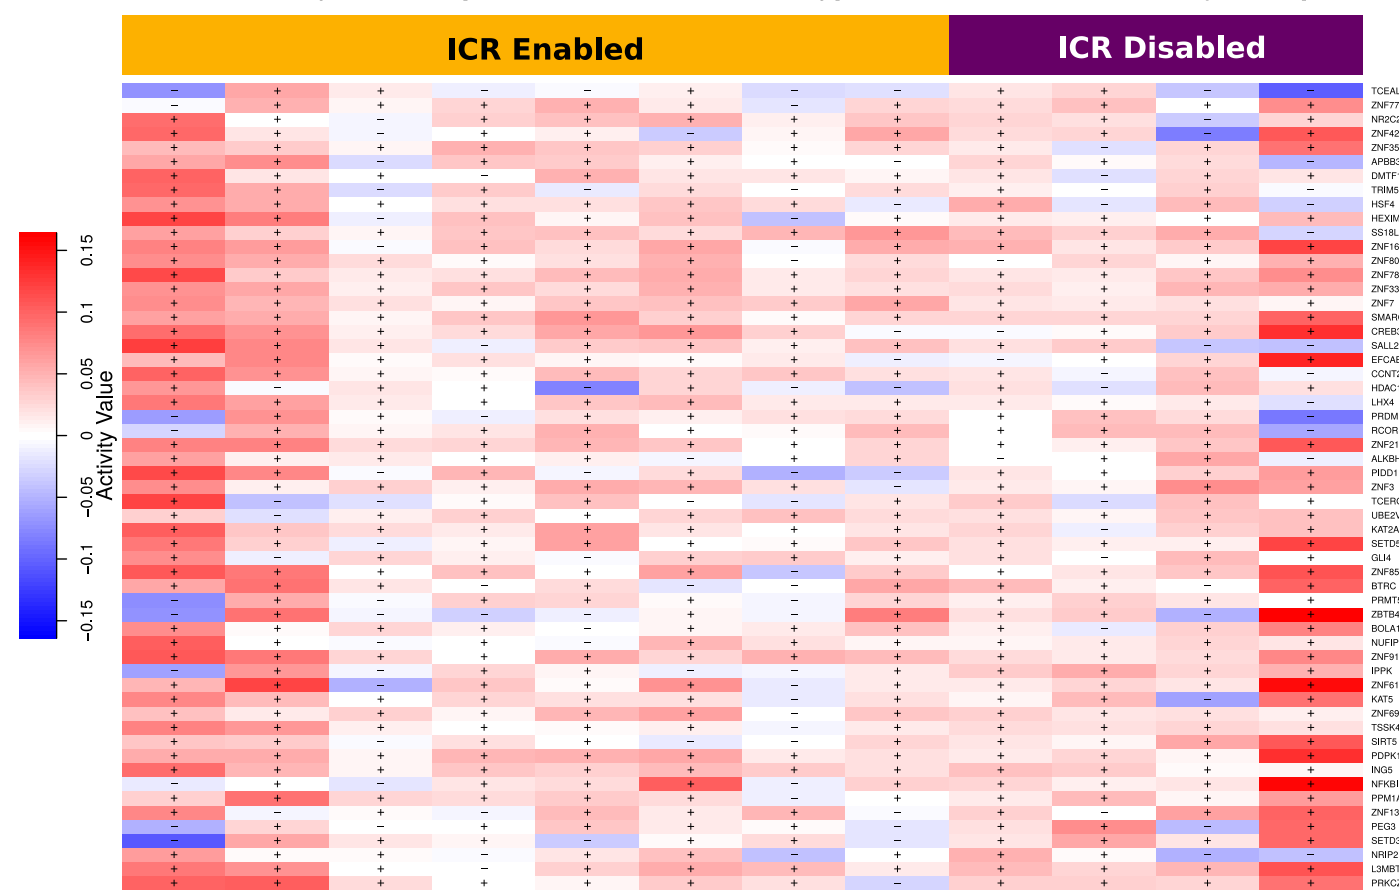 ICR Enabled
ICR Disabled
Activity Value
0.15
0.1
0.05
0
−0.05
−0.1
−0.15
TCEAL
ZNF77
NR2C2
ZNF42
ZNF35
APBB3
DMTF1
TRIM5
HSF4
HEXIM
SS18L
ZNF16
ZNF80
ZNF78
ZNF33
ZNF7
SMAR
CREB3
SALL2
EFCAB
CCNT2
HDAC
LHX4
PRDM
RCOR
ZNF21
ALKBH
PIDD1
ZNF3
TCERG
UBE2V
KAT2A
SETD5
GLI4
ZNF85
BTRC
PRMT5
ZBTB4
BOLA1
NUFIP
ZNF91
IPPK
ZNF61
KAT5
ZNF69
TSSK4
SIRT5
PDPK1
ING5
NFKBI
PPM1A
ZNF13
PEG3
SETD3
NRIP2
L3MBT
PRKCZ